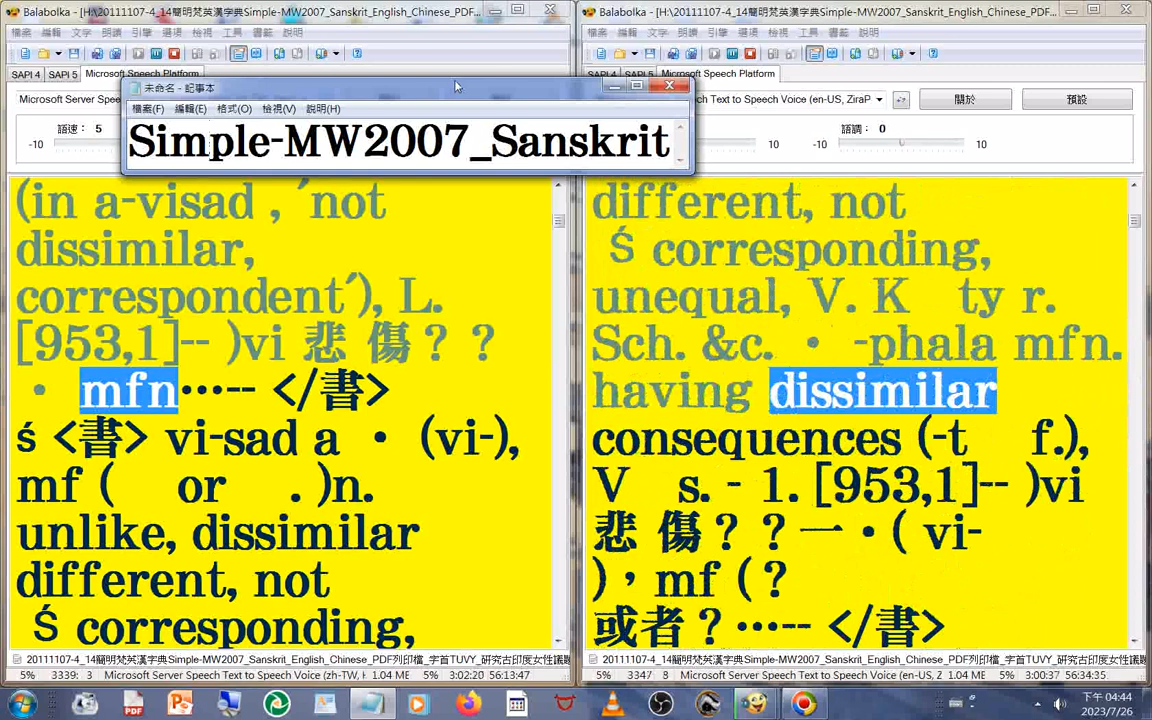 Balabolka - [H:\20111107-4_14簡明梵英漢字典Simple-MW2007_Sanskrit_English_Chinese_PDF...
檔案 編輯 文字 朗讀 引擎 選項 檢視 工具 書籤 說明
SAPI 4 SAPI 5 Microsoft Speech Platform
Microsoft Server Speech
語速： 5
-10
未命名 - 記事本
檔案(F) 編輯(E) 格式(O) 檢視(V) 說明(H)
Simple-MW2007_Sanskrit
(in a-visad , ´not
dissimilar,
correspondent´), L.
[953,1]-- )vi 悲 傷？？
• mfn…-- </書>
ś <書> vi-sad a • (vi-),
mf ( or . )n.
unlike, dissimilar
different, not
Ś corresponding,
20111107-4_14簡明梵英漢字典Simple-MW2007_Sanskrit_English_Chinese_PDF列印檔_字首TUVY_研究古印度女性議題
5% 3339: 3 Microsoft Server Speech Text to Speech Voice (zh-TW, H 1.04 MB 5% 3:02:20 56:13:47
Balabolka - [H:\20111107-4_14簡明梵英漢字典Simple-MW2007_Sanskrit_English_Chinese_PDF...
檔案 編輯 文字 朗讀 引擎 選項 檢視 工具 書籤 說明
SAPI 4 SAPI 5 Microsoft Speech Platform
ch Text to Speech Voice (en-US, ZiraP 關於 預設
語調： 0
10 -10 10
different, not
Ś corresponding,
unequal, V. K ty r.
Sch. &c. • -phala mfn.
having dissimilar
consequences (-t f.),
V s. - 1. [953,1]-- )vi
悲 傷？？一•( vi-
)，mf (？
或者？…-- </書>
20111107-4_14簡明梵英漢字典Simple-MW2007_Sanskrit_English_Chinese_PDF列印檔_字首TUVY_研究古印度女性議題
5% 3347 8 Microsoft Server Speech Text to Speech Voice (en-US, 1.04 MB 5% 3:00:37 56:34:35
下午 04:44
2023/7/26